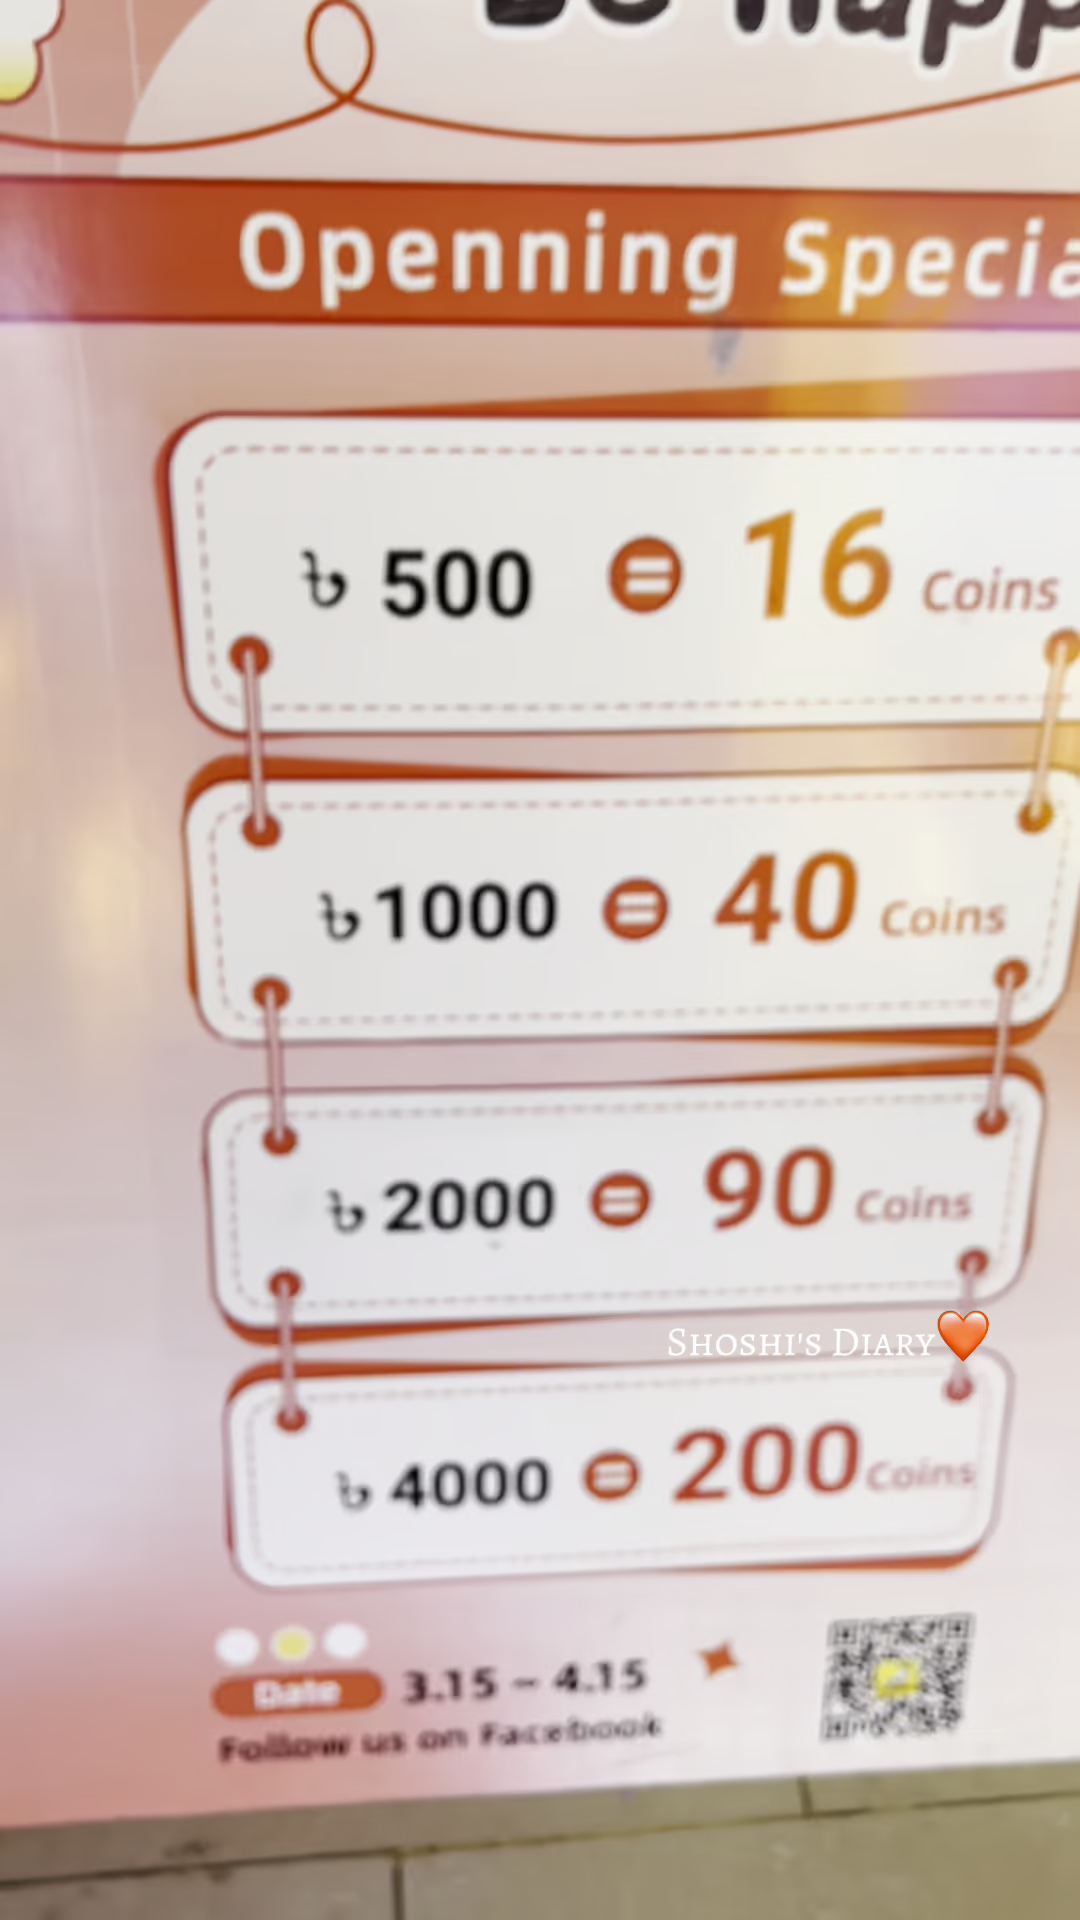 Openning
৳ 500 = 16 Coins
৳ 1000 = 40 Coins
৳ 2000 = 90 Coins
SHOSHI'S DIARY🧡
৳ 4000 = 200 Coins
Date 3.15 – 4.15
Follow us on Facebook